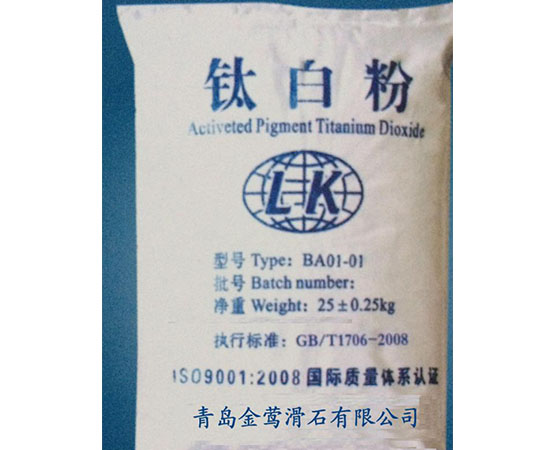 钛白粉
Activeted Pigment Titanium Dioxide
LK
型号 Type: BA01-01
批号 Batch number:
净重 Weight: 25±0.25kg
执行标准: GB/T1706-2008
ISO9001:2008 国际质量体系认证
青岛金莺滑石有限公司